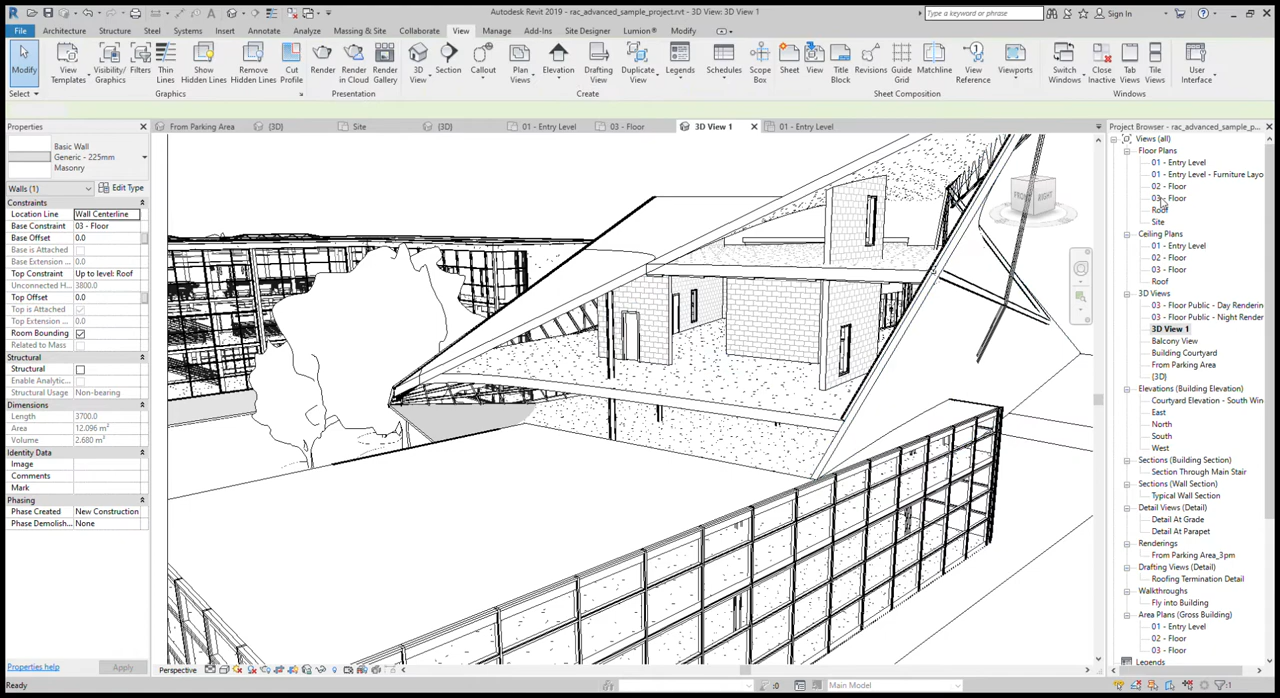 Autodesk Revit 2019 - rac_advanced_sample_project.rvt - 3D View: 3D View 1
Type a keyword or phrase
Sign In
File Architecture Structure Steel Systems Insert Annotate Analyze Massing & Site Collaborate View Manage Add-Ins Site Designer Lumion® Modify
Modify
View Templates
Visibility/ Graphics
Filters
Thin Lines
Show Hidden Lines
Remove Hidden Lines
Cut Profile
Render
Render in Cloud
Render Gallery
3D View
Section
Callout
Plan Views
Elevation
Drafting View
Duplicate View
Legends
Schedules
Scope Box
Sheet
View
Title Block
Revisions
Guide Grid
Matchline
View Reference
Viewports
Switch Windows
Close Inactive
Tab Views
Tile Views
User Interface
Select Graphics Presentation Create Sheet Composition Windows
Properties
From Parking Area {3D} Site {3D} 01 - Entry Level 03 - Floor 3D View 1 01 - Entry Level
Basic Wall
Generic - 225mm
Masonry
Walls (1) Edit Type
Constraints
Location Line Wall Centerline
Base Constraint 03 - Floor
Base Offset 0.0
Base is Attached
Base Extension ...
Top Constraint Up to level: Roof
Unconnected H... 3800.0
Top Offset 0.0
Top is Attached
Top Extension ...
Room Bounding
Related to Mass
Structural
Structural
Enable Analytic...
Structural Usage Non-bearing
Dimensions
Length 3700.0
Area 12.096 m²
Volume 2.680 m³
Identity Data
Image
Comments
Mark
Phasing
Phase Created New Construction
Phase Demolish... None
Properties help Apply
FRONT RIGHT
Project Browser - rac_advanced_sample_p...
Views (all)
Floor Plans
01 - Entry Level
01 - Entry Level - Furniture Layo
02 - Floor
03 - Floor
Roof
Site
Ceiling Plans
01 - Entry Level
02 - Floor
03 - Floor
Roof
3D Views
03 - Floor Public - Day Renderin
03 - Floor Public - Night Renderin
3D View 1
Balcony View
Building Courtyard
From Parking Area
{3D}
Elevations (Building Elevation)
Courtyard Elevation - South Win
East
North
South
West
Sections (Building Section)
Section Through Main Stair
Sections (Wall Section)
Typical Wall Section
Detail Views (Detail)
Detail At Grade
Detail At Parapet
Renderings
From Parking Area_3pm
Drafting Views (Detail)
Roofing Termination Detail
Walkthroughs
Fly into Building
Area Plans (Gross Building)
01 - Entry Level
02 - Floor
03 - Floor
Legends
Perspective
Ready
:0
Main Model
:1